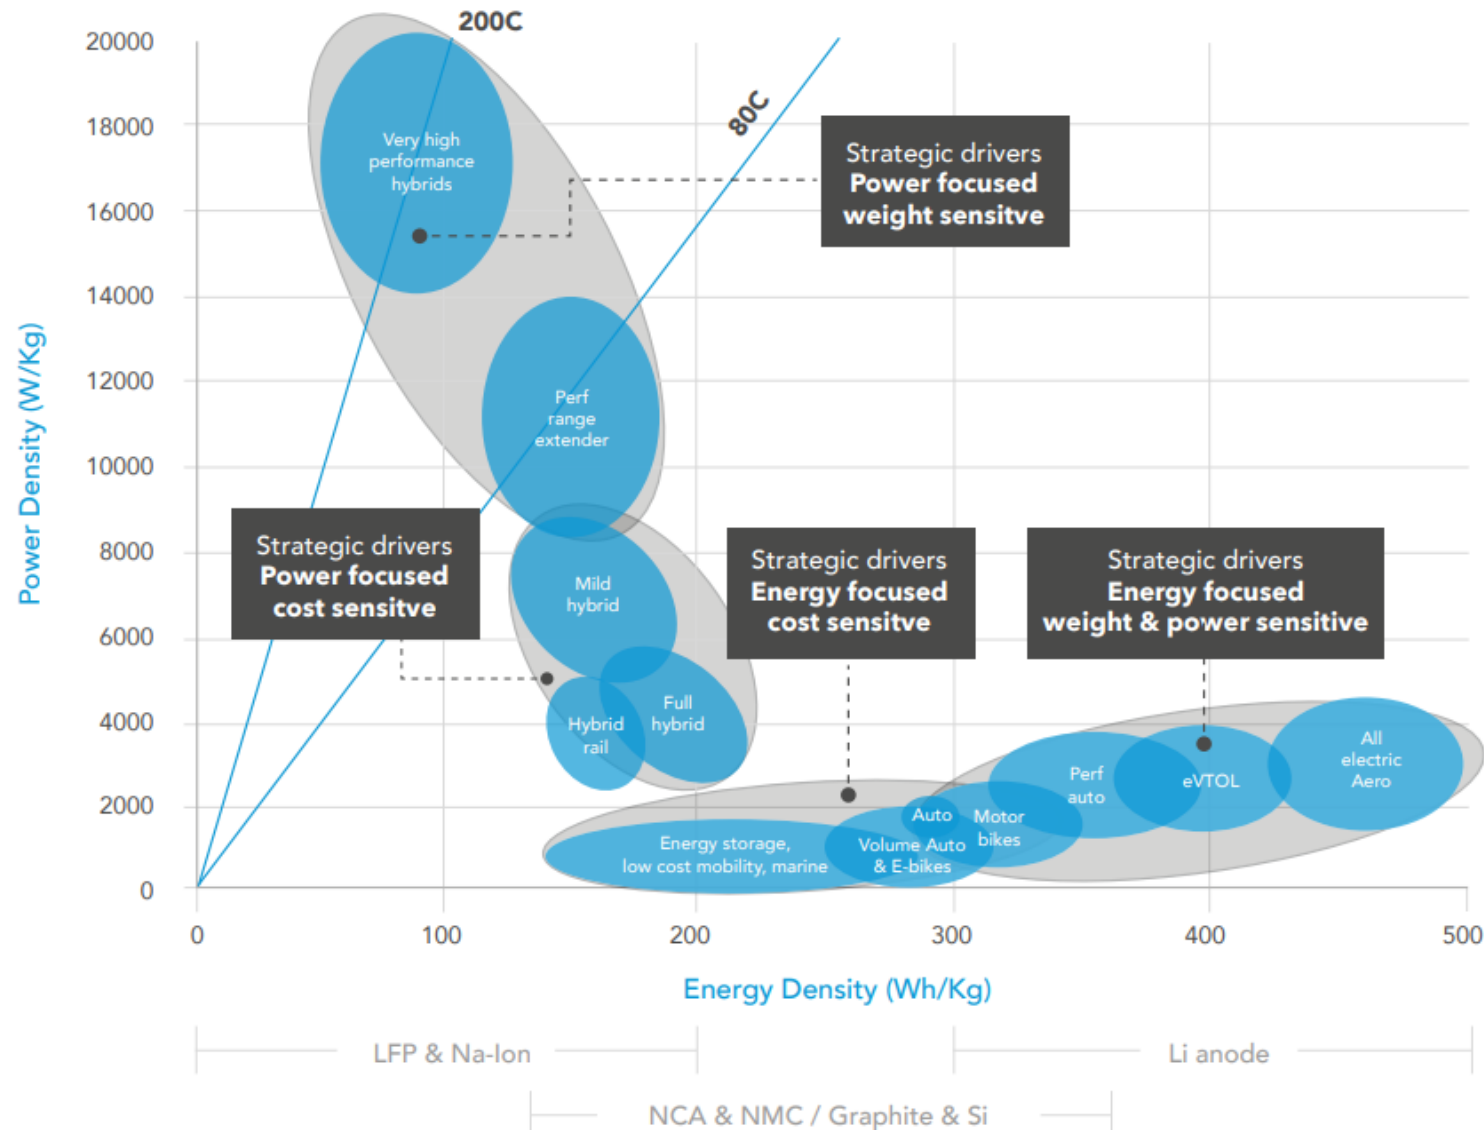 200C
80C
20000
18000
16000
14000
12000
10000
8000
6000
4000
2000
0
Power Density (W/Kg)
Very high
performance
hybrids
Strategic drivers
Power focused
weight sensitve
Perf
range
extender
Strategic drivers
Power focused
cost sensitve
Mild
hybrid
Full
hybrid
Hybrid
rail
Strategic drivers
Energy focused
cost sensitve
Strategic drivers
Energy focused
weight & power sensitive
Energy storage,
low cost mobility, marine
Volume Auto
& E-bikes
Auto
Motor
bikes
Perf
auto
eVTOL
All
electric
Aero
0
100
200
300
400
500
Energy Density (Wh/Kg)
LFP & Na-Ion
Li anode
NCA & NMC / Graphite & Si